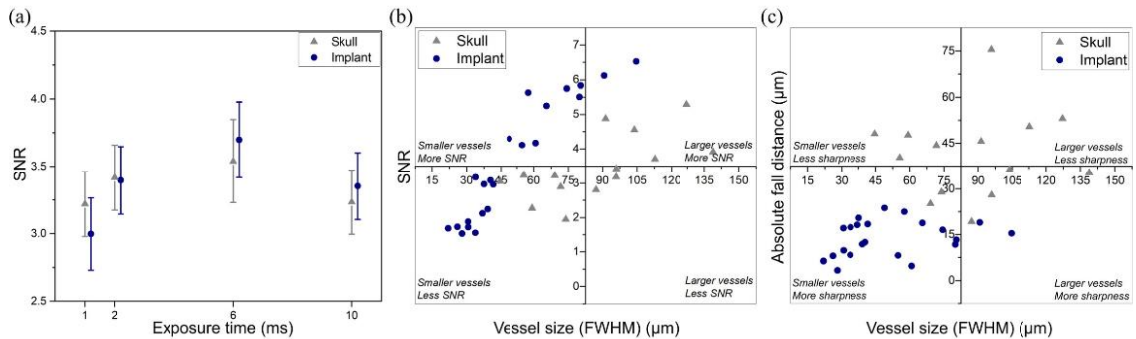 (a)
4.5
4.0
3.5
3.0
2.5
SNR
Skull
Implant
1 2 6 10
Exposure time (ms)
(b)
Skull
Implant
7
6
5
4
3
2
1
0
SNR
Smaller vessels
More SNR
Larger vessels
More SNR
15 30 45 60 75 90 105 120 135 150
Smaller vessels
Less SNR
Larger vessels
Less SNR
Vessel size (FWHM) (μm)
(c)
Skull
Implant
75
60
45
30
15
0
Absolute fall distance (μm)
Smaller vessels
Less sharpness
Larger vessels
Less sharpness
15 30 45 60 75 90 105 120 135 150
Smaller vessels
More sharpness
Larger vessels
More sharpness
Vessel size (FWHM) (μm)